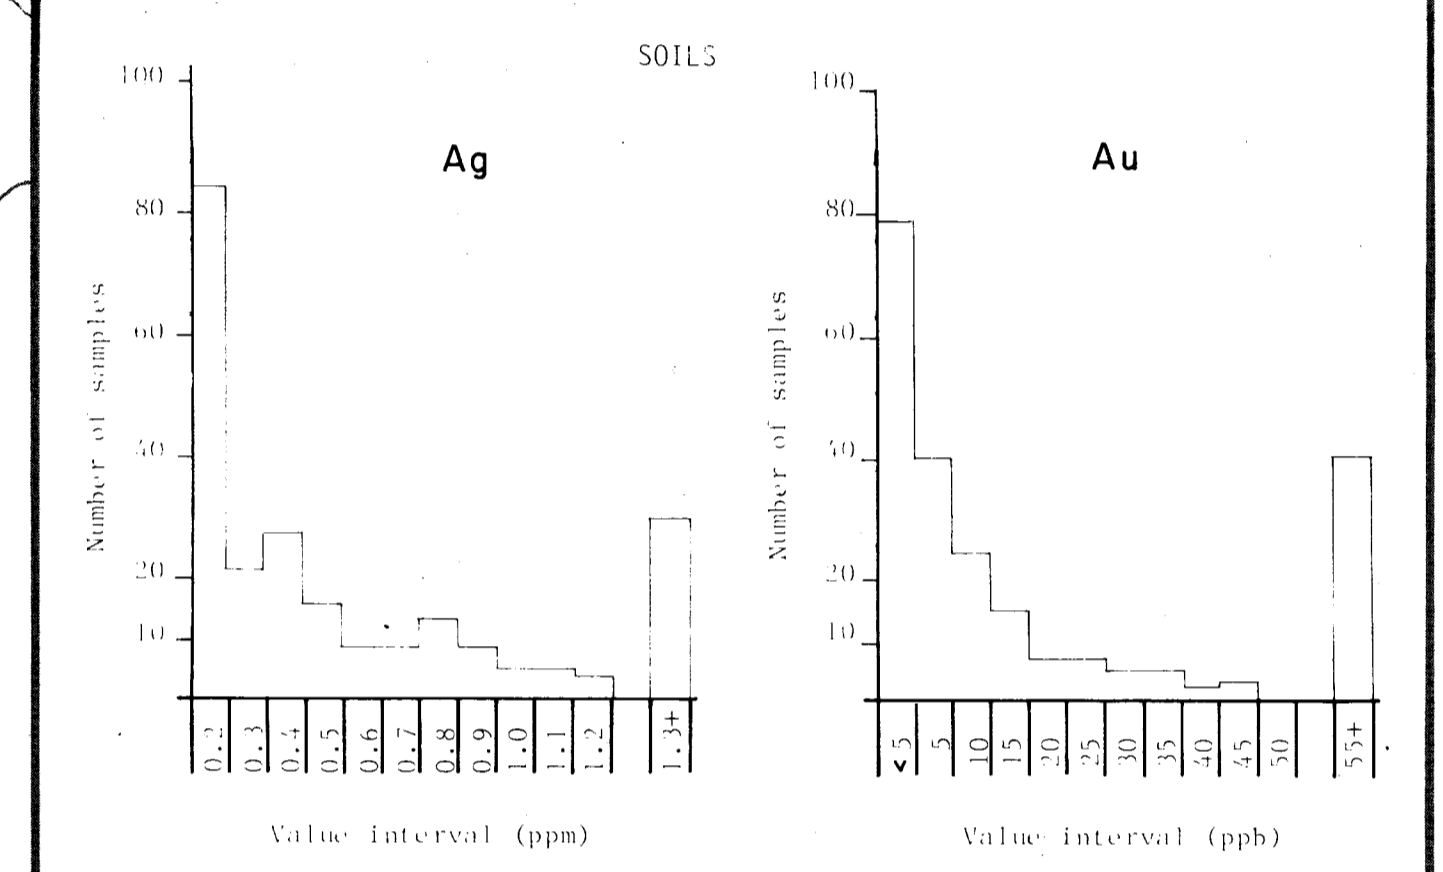 SOILS
Ag
100
80
60
40
20
10
Number of samples
0.2 0.3 0.4 0.5 0.6 0.7 0.8 0.9 1.0 1.1 1.2 1.3+
Value interval (ppm)
Au
100
80
60
40
20
10
Number of samples
<5 5 10 15 20 25 30 35 40 45 50 55+
Value interval (ppb)